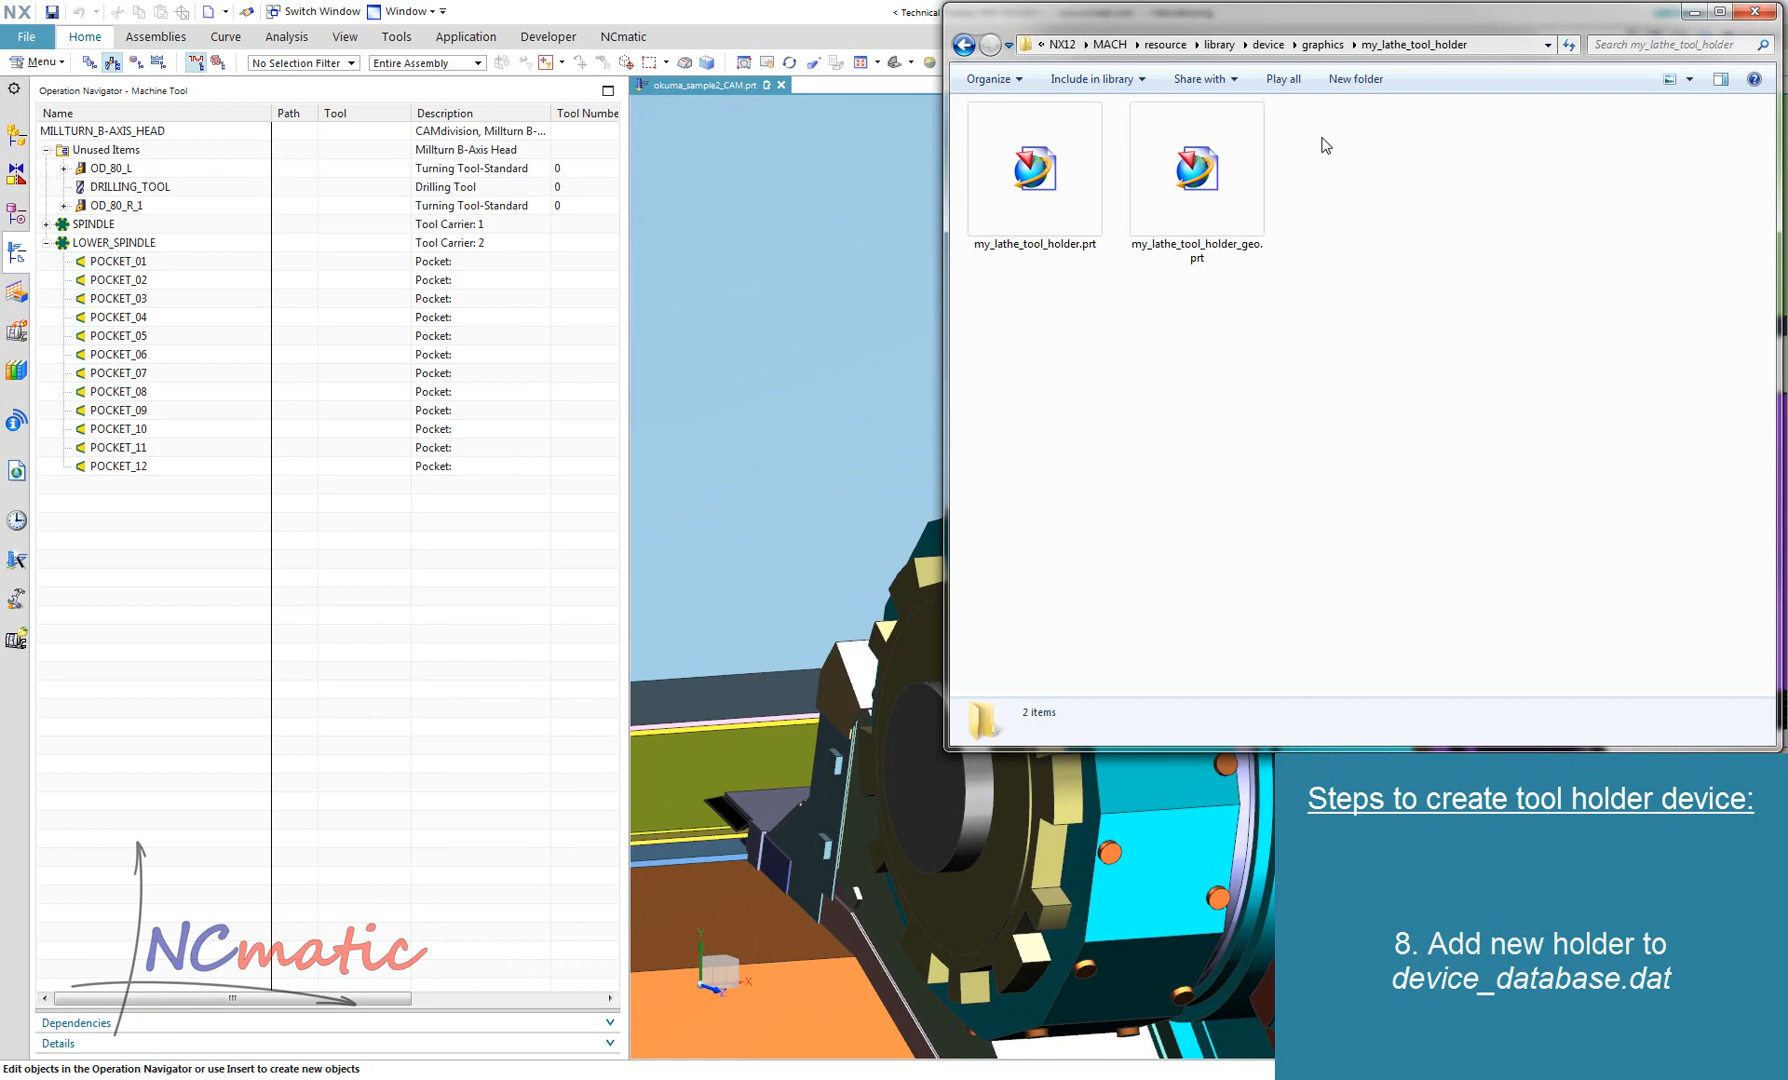 NX
Switch Window
Window
< Technical
File
Home
Assemblies
Curve
Analysis
View
Tools
Application
Developer
NCmatic
Menu
No Selection Filter
Entire Assembly
Operation Navigator - Machine Tool
okuma_sample2_CAM.prt
Name Path Tool Description Tool Numbe
MILLTURN_B-AXIS_HEAD CAMdivision, Millturn B-...
Unused Items Millturn B-Axis Head
OD_80_L Turning Tool-Standard 0
DRILLING_TOOL Drilling Tool 0
OD_80_R_1 Turning Tool-Standard 0
SPINDLE Tool Carrier: 1
LOWER_SPINDLE Tool Carrier: 2
POCKET_01 Pocket:
POCKET_02 Pocket:
POCKET_03 Pocket:
POCKET_04 Pocket:
POCKET_05 Pocket:
POCKET_06 Pocket:
POCKET_07 Pocket:
POCKET_08 Pocket:
POCKET_09 Pocket:
POCKET_10 Pocket:
POCKET_11 Pocket:
POCKET_12 Pocket:
NCmatic
Dependencies
Details
Edit objects in the Operation Navigator or use Insert to create new objects
« NX12 MACH resource library device graphics my_lathe_tool_holder
Search my_lathe_tool_holder
Organize Include in library Share with Play all New folder
my_lathe_tool_holder.prt
my_lathe_tool_holder_geo.
prt
2 items
Y
X
Z
Steps to create tool holder device:
8. Add new holder to
device_database.dat